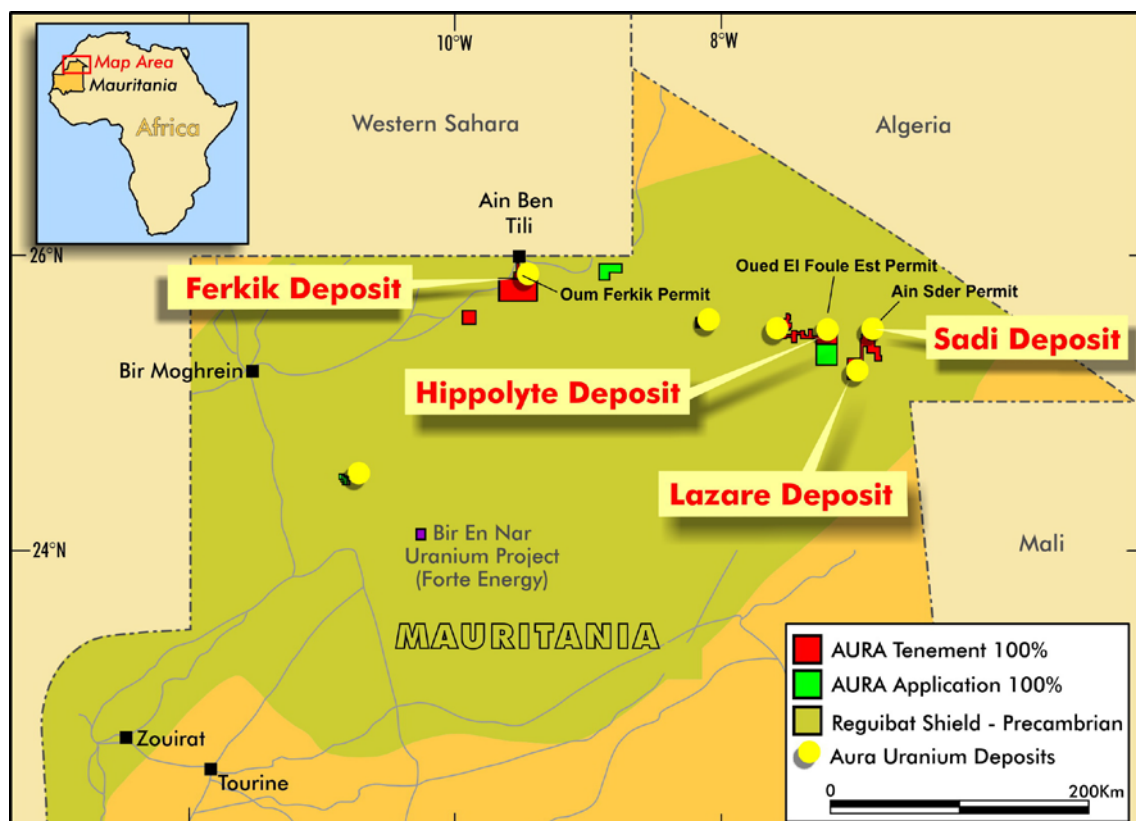 10°W
8°W
Map Area
Mauritania
Africa
Western Sahara
Algeria
Ain Ben
Tili
26°N
Oued El Foule Est Permit
Ferkik Deposit
Oum Ferkik Permit
Ain Sder Permit
Sadi Deposit
Bir Moghrein
Hippolyte Deposit
Lazare Deposit
24°N
Bir En Nar
Uranium Project
(Forte Energy)
Mali
MAURITANIA
AURA Tenement 100%
AURA Application 100%
Reguibat Shield - Precambrian
Aura Uranium Deposits
0
200Km
Zouirat
Tourine